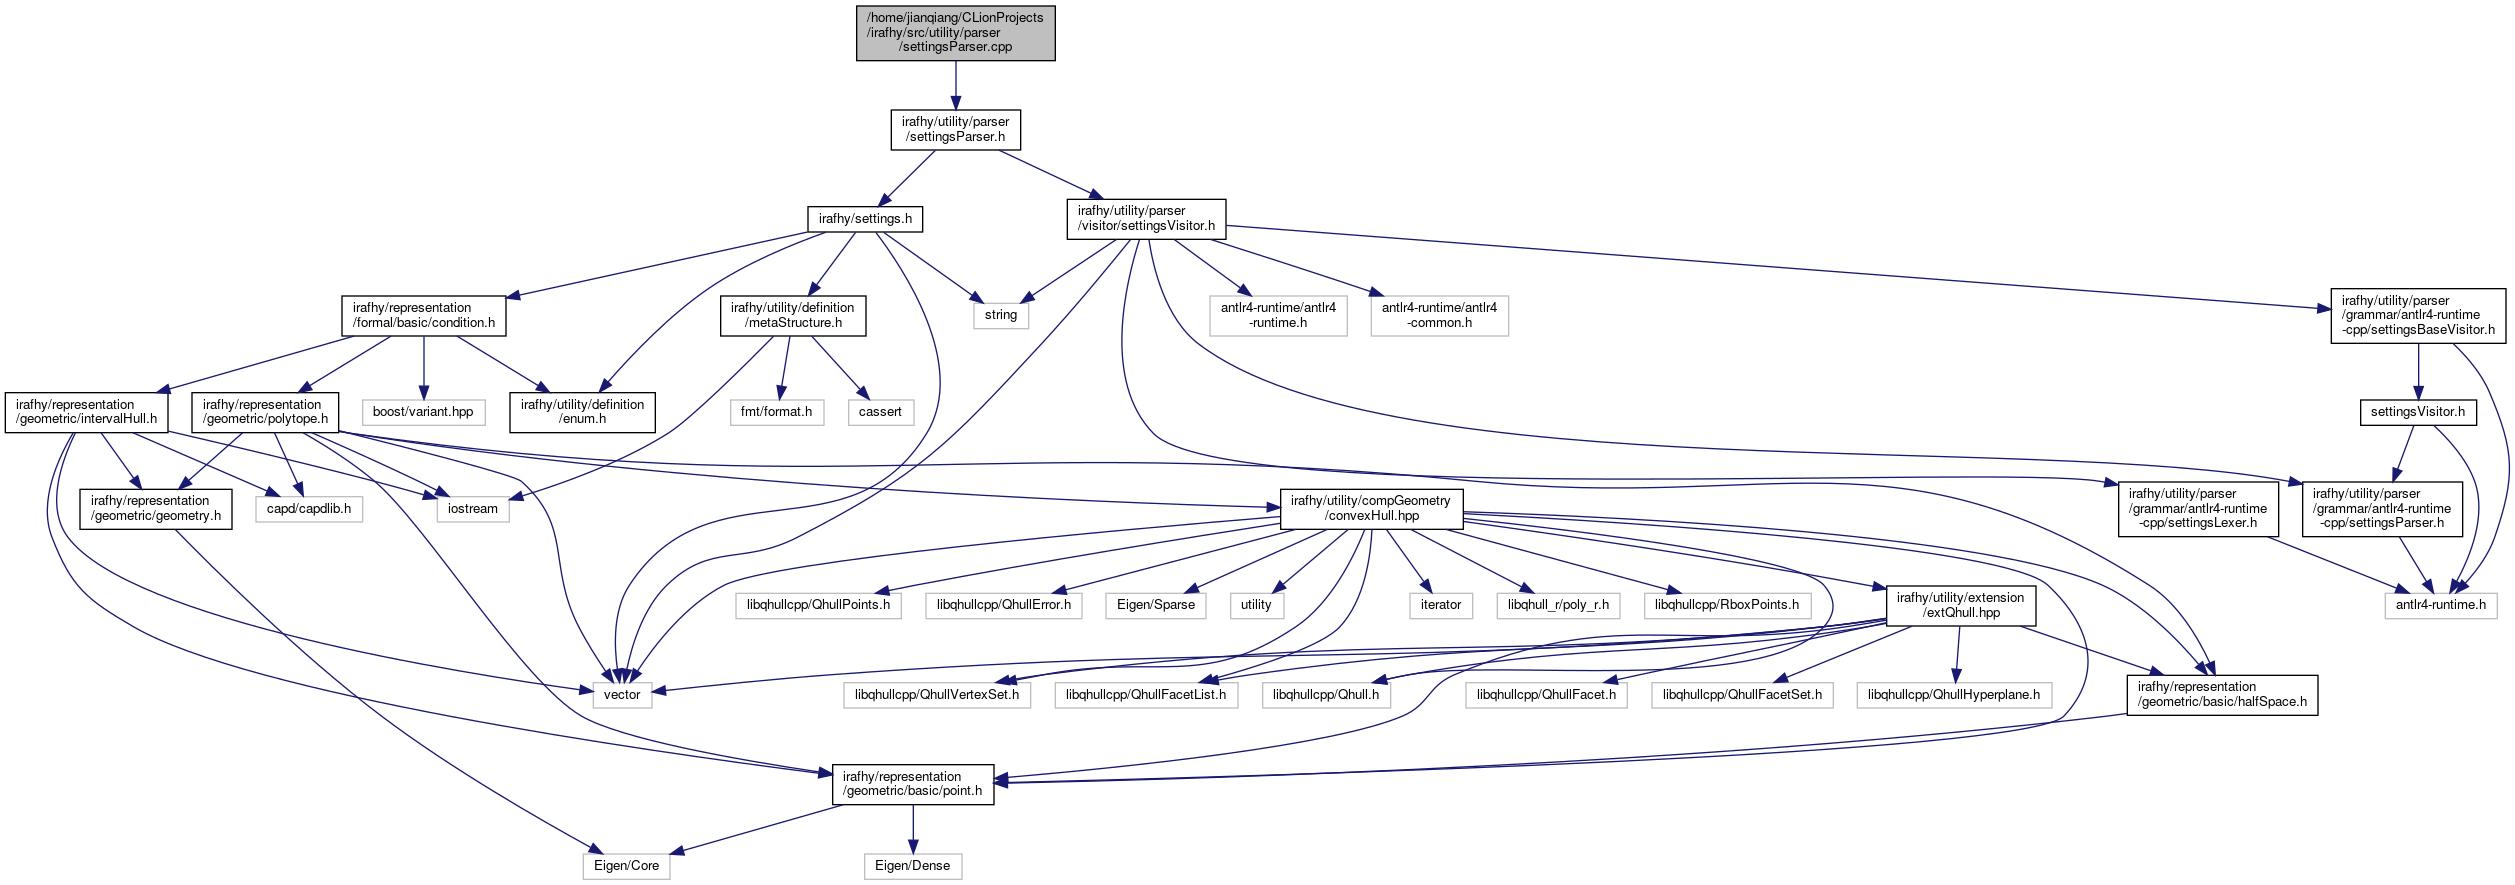 /home/jianqiang/CLionProjects
/irafhy/src/utility/parser
/settingsParser.cpp
irafhy/utility/parser
/settingsParser.h
irafhy/settings.h
irafhy/utility/parser
/visitor/settingsVisitor.h
irafhy/representation
/formal/basic/condition.h
irafhy/utility/definition
/metaStructure.h
string
antlr4-runtime/antlr4
-runtime.h
antlr4-runtime/antlr4
-common.h
irafhy/utility/parser
/grammar/antlr4-runtime
-cpp/settingsBaseVisitor.h
irafhy/representation
/geometric/intervalHull.h
irafhy/representation
/geometric/polytope.h
boost/variant.hpp
irafhy/utility/definition
/enum.h
fmt/format.h
cassert
settingsVisitor.h
irafhy/representation
/geometric/geometry.h
capd/capdlib.h
iostream
irafhy/utility/compGeometry
/convexHull.hpp
irafhy/utility/parser
/grammar/antlr4-runtime
-cpp/settingsLexer.h
irafhy/utility/parser
/grammar/antlr4-runtime
-cpp/settingsParser.h
libqhullcpp/QhullPoints.h
libqhullcpp/QhullError.h
Eigen/Sparse
utility
iterator
libqhull_r/poly_r.h
libqhullcpp/RboxPoints.h
irafhy/utility/extension
/extQhull.hpp
antlr4-runtime.h
vector
libqhullcpp/QhullVertexSet.h
libqhullcpp/QhullFacetList.h
libqhullcpp/Qhull.h
libqhullcpp/QhullFacet.h
libqhullcpp/QhullFacetSet.h
libqhullcpp/QhullHyperplane.h
irafhy/representation
/geometric/basic/halfSpace.h
irafhy/representation
/geometric/basic/point.h
Eigen/Core
Eigen/Dense